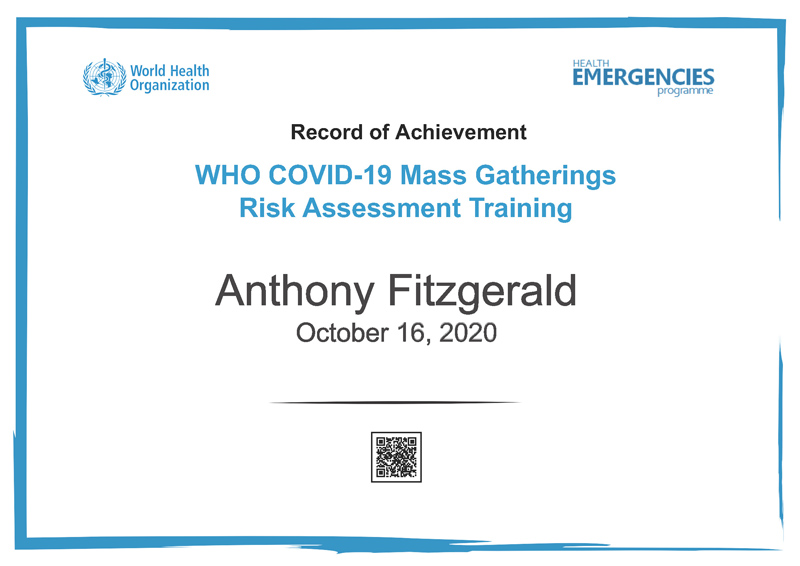 World Health
Organization
HEALTH
EMERGENCIES
programme
Record of Achievement
WHO COVID-19 Mass Gatherings
Risk Assessment Training
Anthony Fitzgerald
October 16, 2020